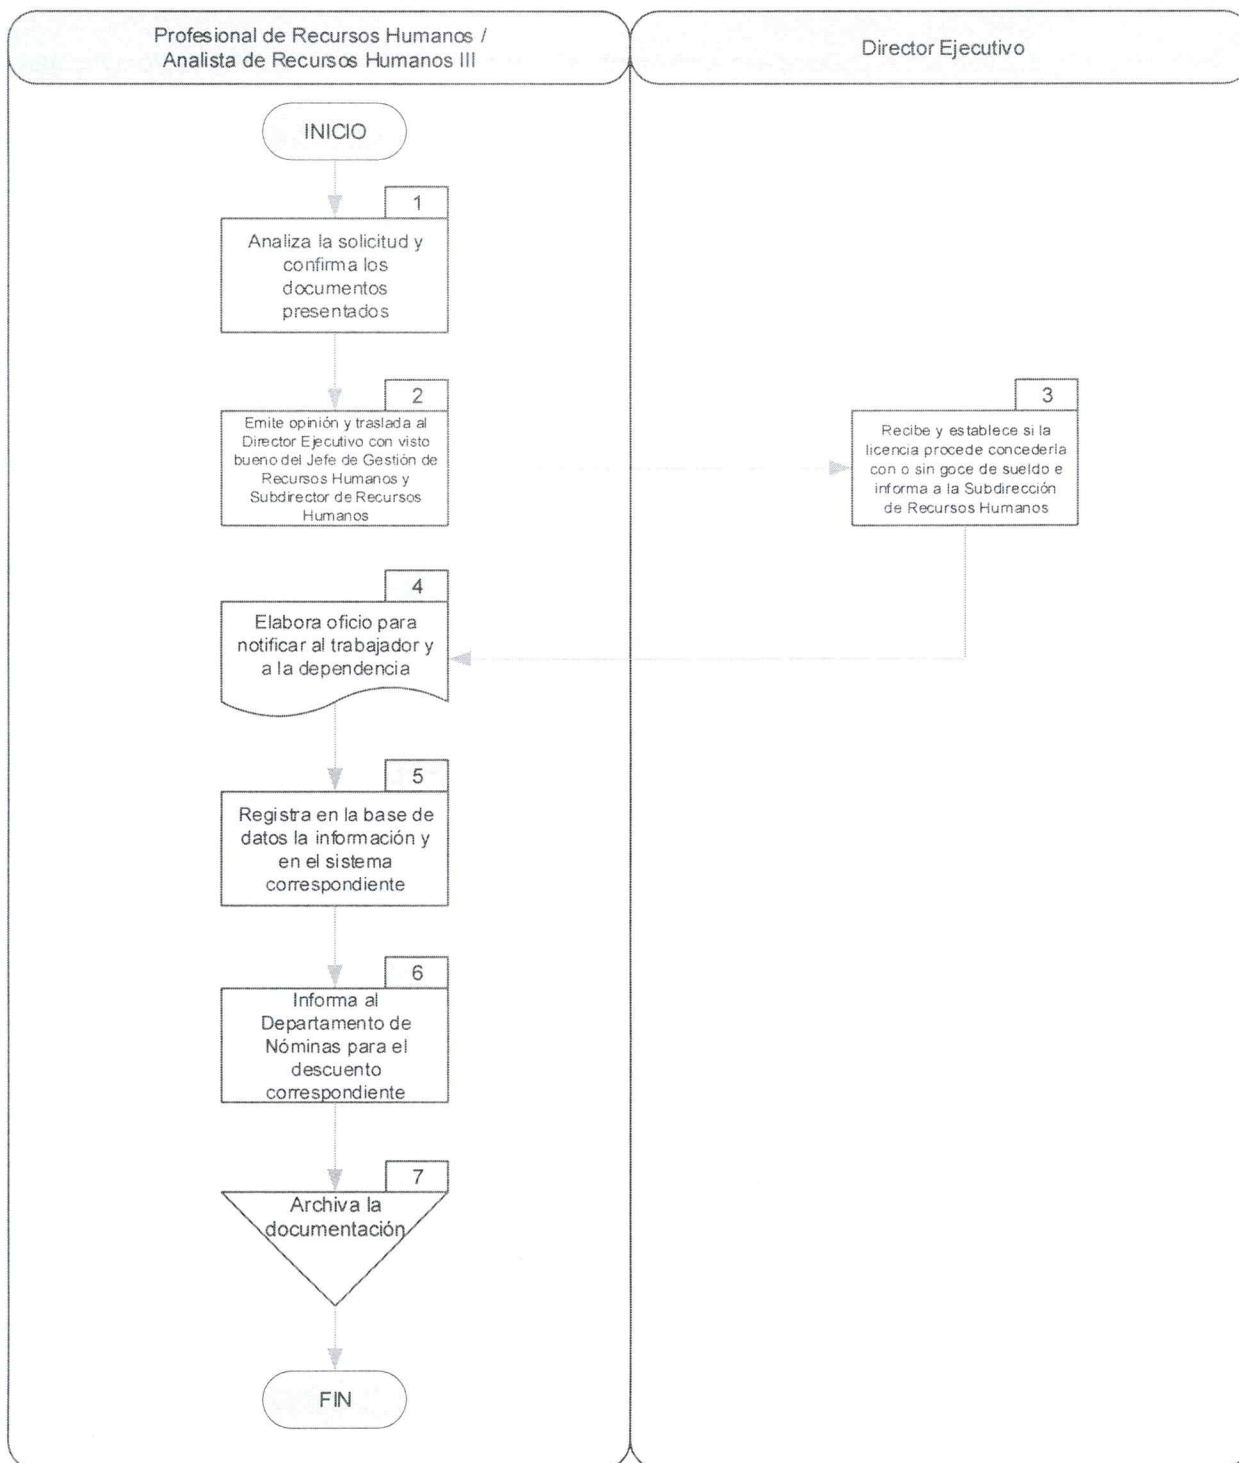 Profesional de Recursos Humanos /
Analista de Recursos Humanos III
Director Ejecutivo
INICIO
1
Analiza la solicitud y
confirma los
documentos
presentados
2
Emite opinión y traslada al
Director Ejecutivo con visto
bueno del Jefe de Gestión de
Recursos Humanos y
Subdirector de Recursos
Humanos
3
Recibe y establece si la
licencia procede concederla
con o sin goce de sueldo e
informa a la Subdirección
de Recursos Humanos
4
Elabora oficio para
notificar al trabajador y
a la dependencia
5
Registra en la base de
datos la información y
en el sistema
correspondiente
6
Informa al
Departamento de
Nóminas para el
descuento
correspondiente
7
Archiva la
documentación
FIN